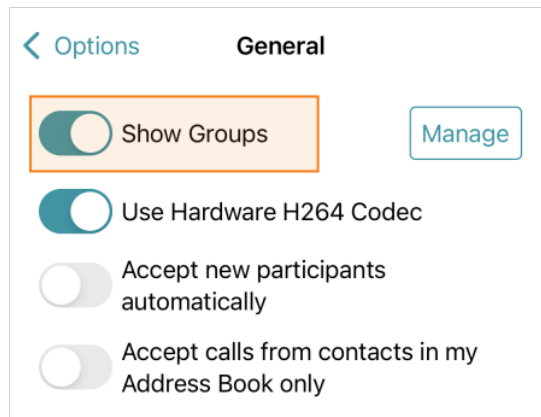 Options
General
Show Groups
Manage
Use Hardware H264 Codec
Accept new participants
automatically
Accept calls from contacts in my
Address Book only